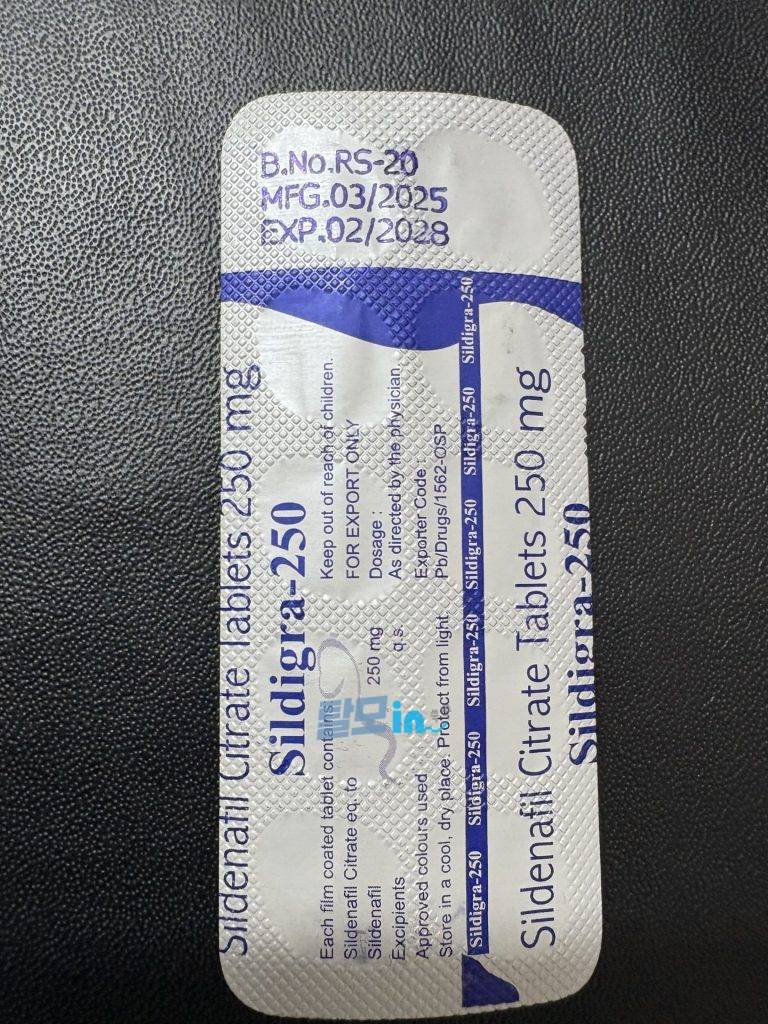 B.No.RS-20
MFG.03/2025
EXP.02/2028
Sildenafil Citrate Tablets 250 mg
Sildigra-250
Each film coated tablet contains:
Sildenafil Citrate eq. to
Sildenafil 250 mg
Excipients q.s.
Approved colours used
Store in a cool, dry place. Protect from light.
Keep out of reach of children.
FOR EXPORT ONLY
Dosage :
As directed by the physician.
Exporter Code
Pb/Drugs/1562-OSP
Sildigra-250 Sildigra-250 Sildigra-250 Sildigra-250 Sildigra-250 Sildigra-250
Sildenafil Citrate Tablets 250 mg
Sildigra-250
탈모in